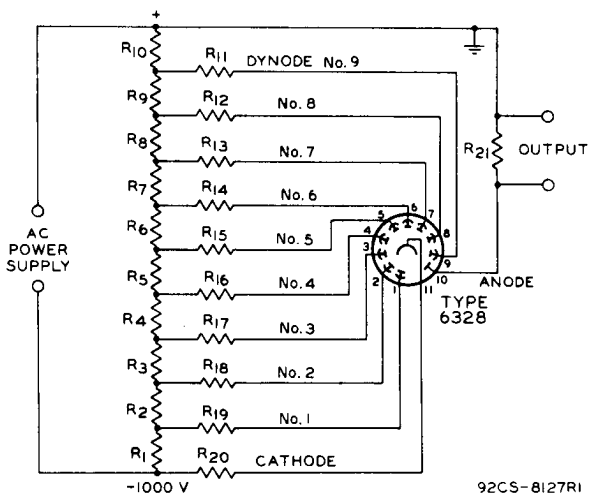 +
R10
R11
DYNODE No. 9
R9
R12
No. 8
R8
R13
No. 7
R21
OUTPUT
R7
R14
No. 6
5
6
7
R6
R15
No. 5
4
8
AC
POWER
SUPPLY
3
9
R5
R16
No. 4
2
1
11
10
ANODE
TYPE
6328
R4
R17
No. 3
R3
R18
No. 2
R2
R19
No. 1
R1
R20
CATHODE
-1000 V
92CS-8127R1